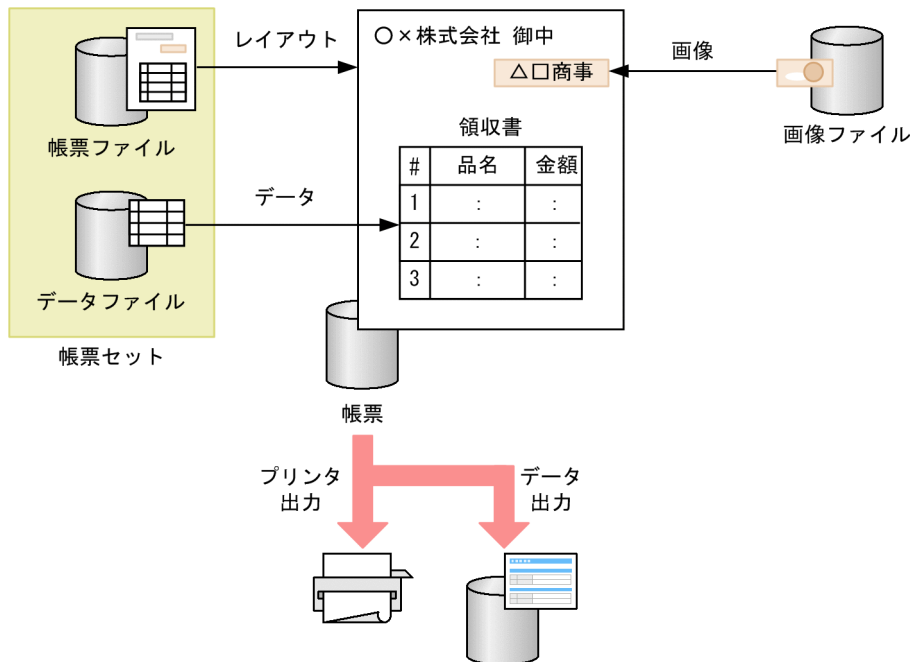 レイアウト
○×株式会社 御中
画像
△□商事
帳票ファイル
画像ファイル
領収書
# 品名 金額
1 : :
データ
2 : :
3 : :
データファイル
帳票セット
帳票
プリンタ
出力
データ
出力